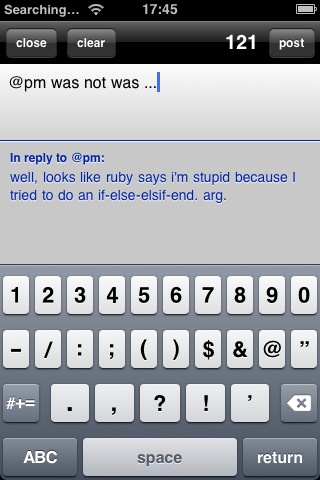 Searching... 17:45
close clear 121 post
@pm was not was ...
In reply to @pm:
well, looks like ruby says i'm stupid because I
tried to do an if-else-elsif-end. arg.
1 2 3 4 5 6 7 8 9 0
- / : ; ( ) $ & @ ”
#+= . , ? ! ’
ABC space return